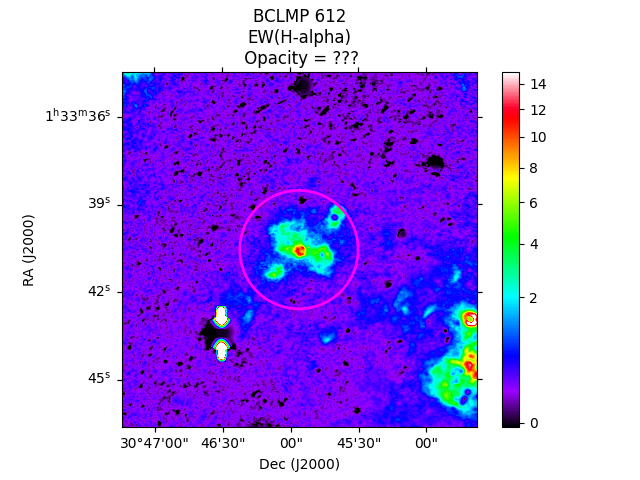 BCLMP 612
EW(H-alpha)
Opacity = ???
RA (J2000)
1ʰ33ᵐ36ˢ
39ˢ
42ˢ
45ˢ
30°47'00" 46'30" 00" 45'30" 00"
Dec (J2000)
14
12
10
8
6
4
2
0